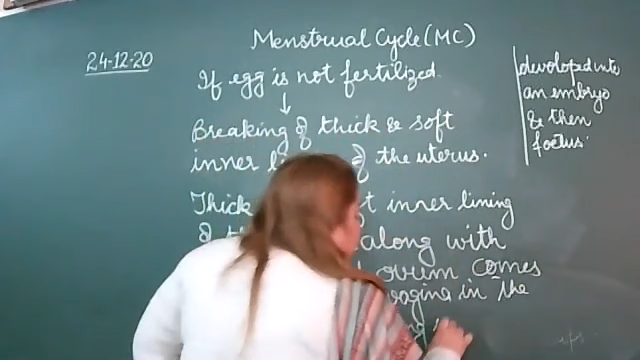 24-12-20
Menstrual Cycle (MC)
If egg is not fertilized.
↓
Breaking of thick & soft
inner of the uterus.
Thick inner lining
of along with
ovum comes
in the
developed into
an embryo
& then
foetus.